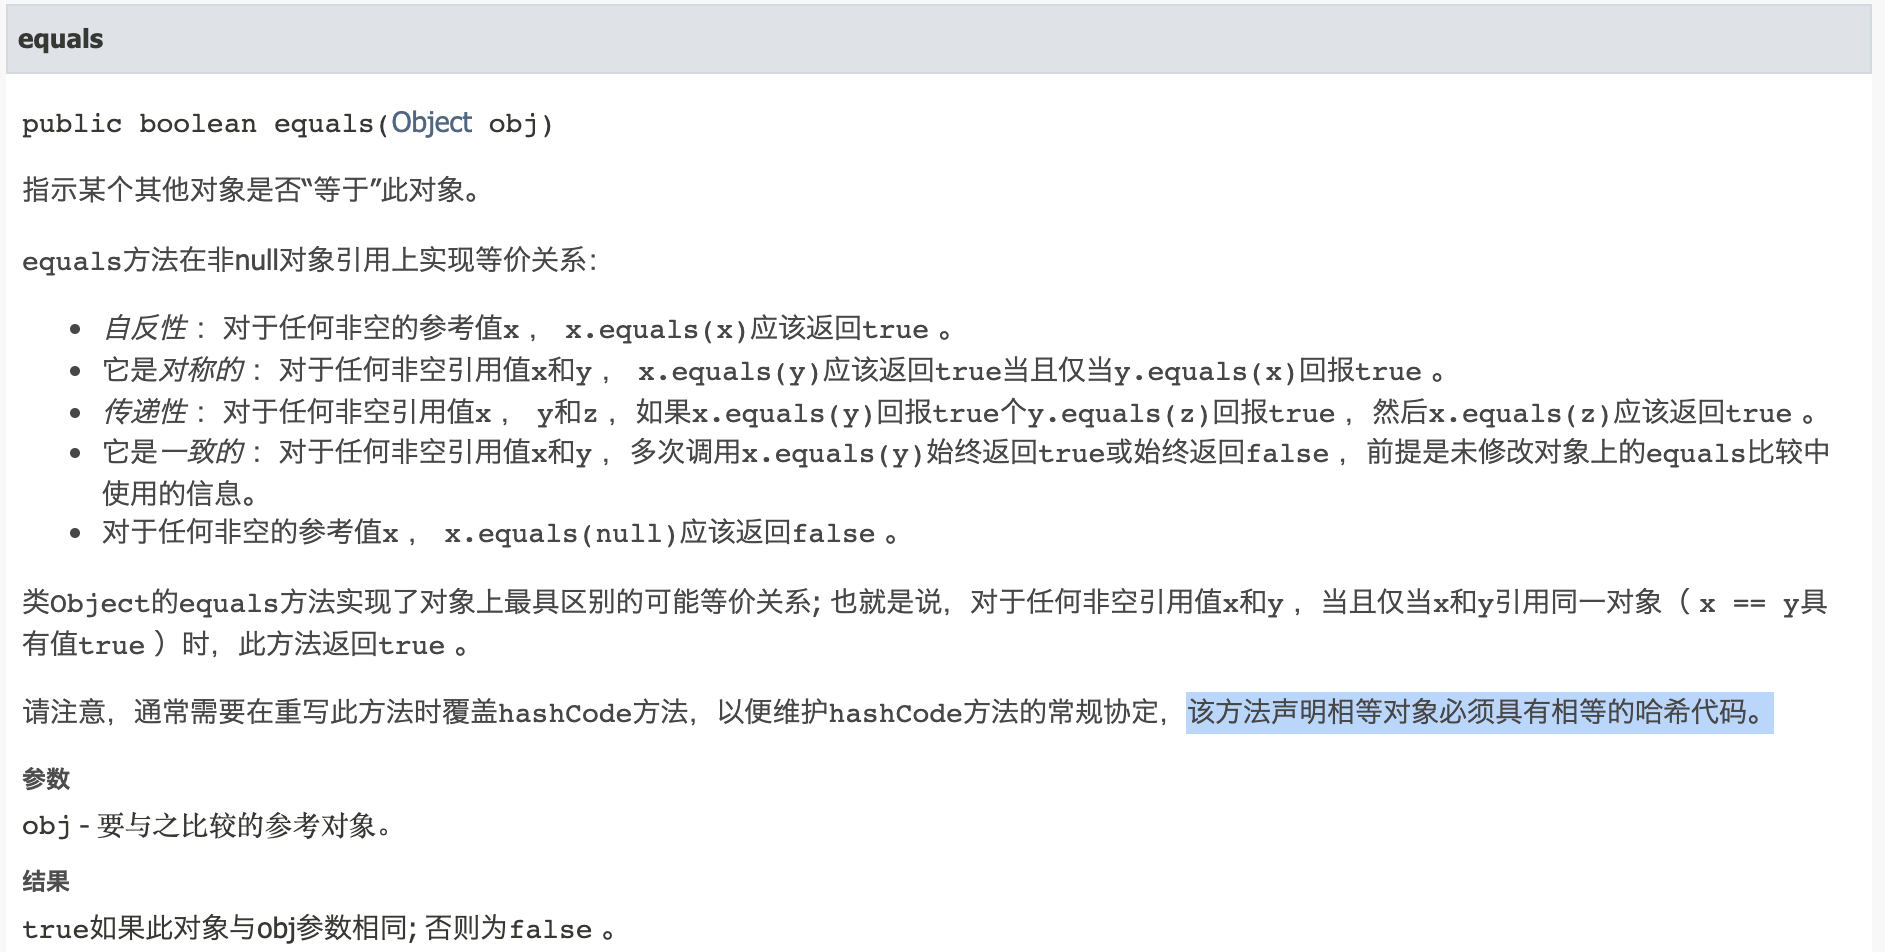 equals
public boolean equals(Object obj)
指示某个其他对象是否“等于”此对象。
equals方法在非null对象引用上实现等价关系：
• 自反性 ：对于任何非空的参考值x ， x.equals(x)应该返回true 。
• 它是对称的 ：对于任何非空引用值x和y ， x.equals(y)应该返回true当且仅当y.equals(x)回报true 。
• 传递性 ：对于任何非空引用值x ， y和z ，如果x.equals(y)回报true个y.equals(z)回报true ，然后x.equals(z)应该返回true 。
• 它是一致的 ：对于任何非空引用值x和y ，多次调用x.equals(y)始终返回true或始终返回false ，前提是未修改对象上的equals比较中
使用的信息。
• 对于任何非空的参考值x ， x.equals(null)应该返回false 。
类Object的equals方法实现了对象上最具区别的可能等价关系; 也就是说，对于任何非空引用值x和y ，当且仅当x和y引用同一对象（ x == y具
有值true ）时，此方法返回true 。
请注意，通常需要在重写此方法时覆盖hashCode方法，以便维护hashCode方法的常规协定，该方法声明相等对象必须具有相等的哈希代码。
参数
obj - 要与之比较的参考对象。
结果
true如果此对象与obj参数相同; 否则为false 。